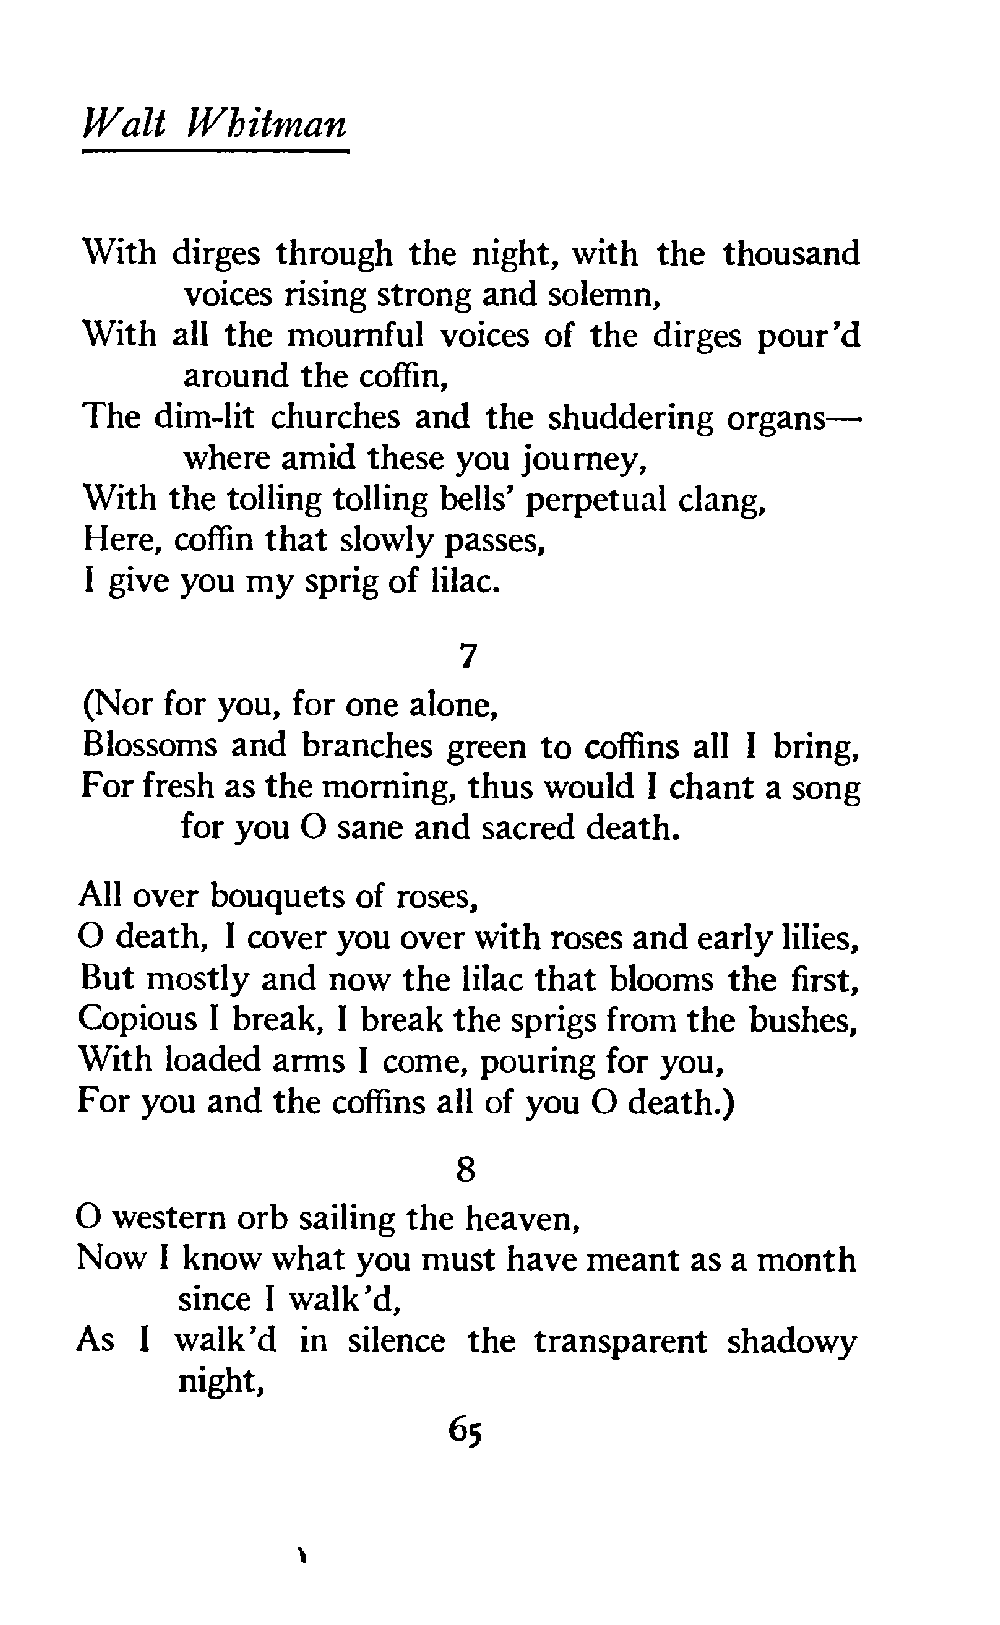 Walt Whitman
With dirges through the night, with the thousand
voices rising strong and solemn,
With all the mournful voices of the dirges pour'd
around the coffin,
The dim-lit churches and the shuddering organs—
where amid these you journey,
With the tolling tolling bells' perpetual clang,
Here, coffin that slowly passes,
I give you my sprig of lilac.
7
(Nor for you, for one alone,
Blossoms and branches green to coffins all I bring,
For fresh as the morning, thus would I chant a song
for you O sane and sacred death.
All over bouquets of roses,
O death, I cover you over with roses and early lilies,
But mostly and now the lilac that blooms the first,
Copious I break, I break the sprigs from the bushes,
With loaded arms I come, pouring for you,
For you and the coffins all of you O death.)
8
O western orb sailing the heaven,
Now I know what you must have meant as a month
since I walk'd,
As I walk'd in silence the transparent shadowy
night,
65